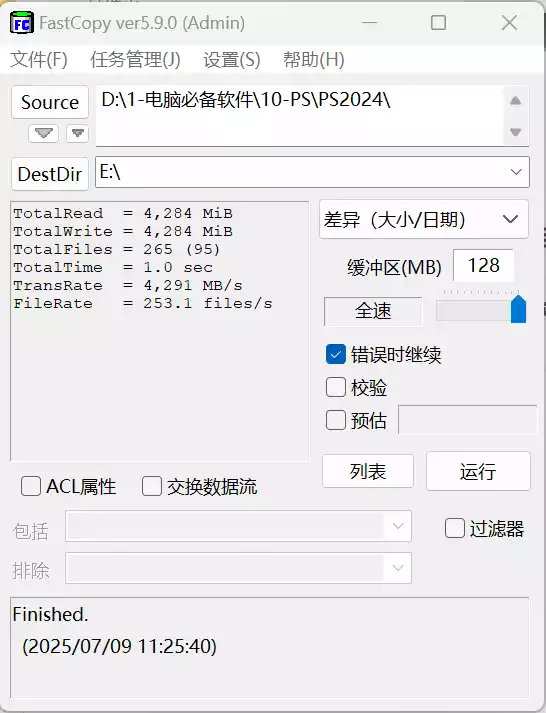 FastCopy ver5.9.0 (Admin)
文件(F) 任务管理(J) 设置(S) 帮助(H)
Source
D:\1-电脑必备软件\10-PS\PS2024\
DestDir
E:\
TotalRead = 4,284 MiB
TotalWrite = 4,284 MiB
TotalFiles = 265 (95)
TotalTime = 1.0 sec
TransRate = 4,291 MB/s
FileRate = 253.1 files/s
差异（大小/日期）
缓冲区(MB) 128
全速
错误时继续
校验
预估
列表 运行
ACL属性 交换数据流
包括
过滤器
排除
Finished.
(2025/07/09 11:25:40)